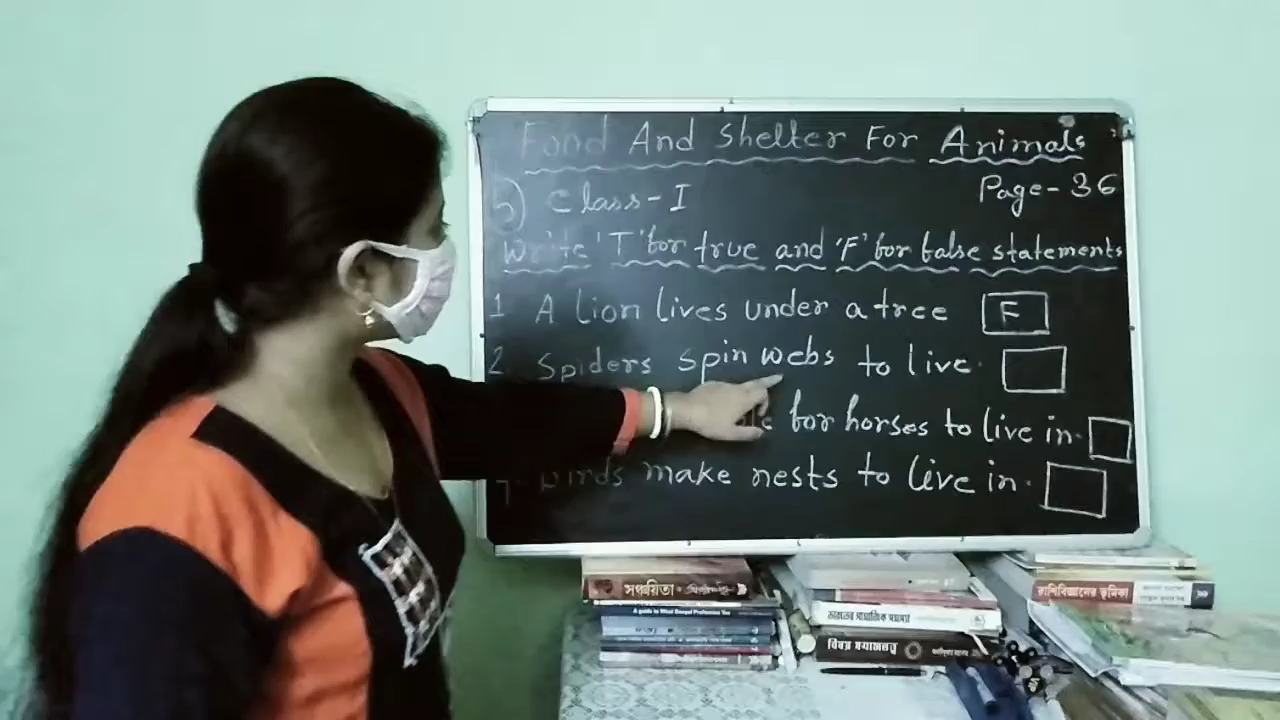 Food And Shelter For Animals
5) Class-I Page-36
Write 'T' for true and 'F' for false statements
1 A lion lives under a tree F
2. Spiders spin webs to live.
for horses to live in.
Birds make nests to live in.
সঞ্চয়িতা
ভারতের সামাজিক সমস্যা
রাশিবিজ্ঞানের ভূমিকা